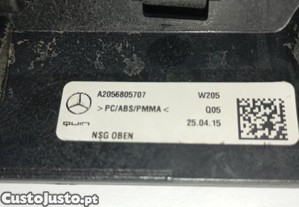 A2056805707 W205
>PC/ABS/PMMA< Q05
25.04.15
quin
NSG OBEN
CustoJusto.pt